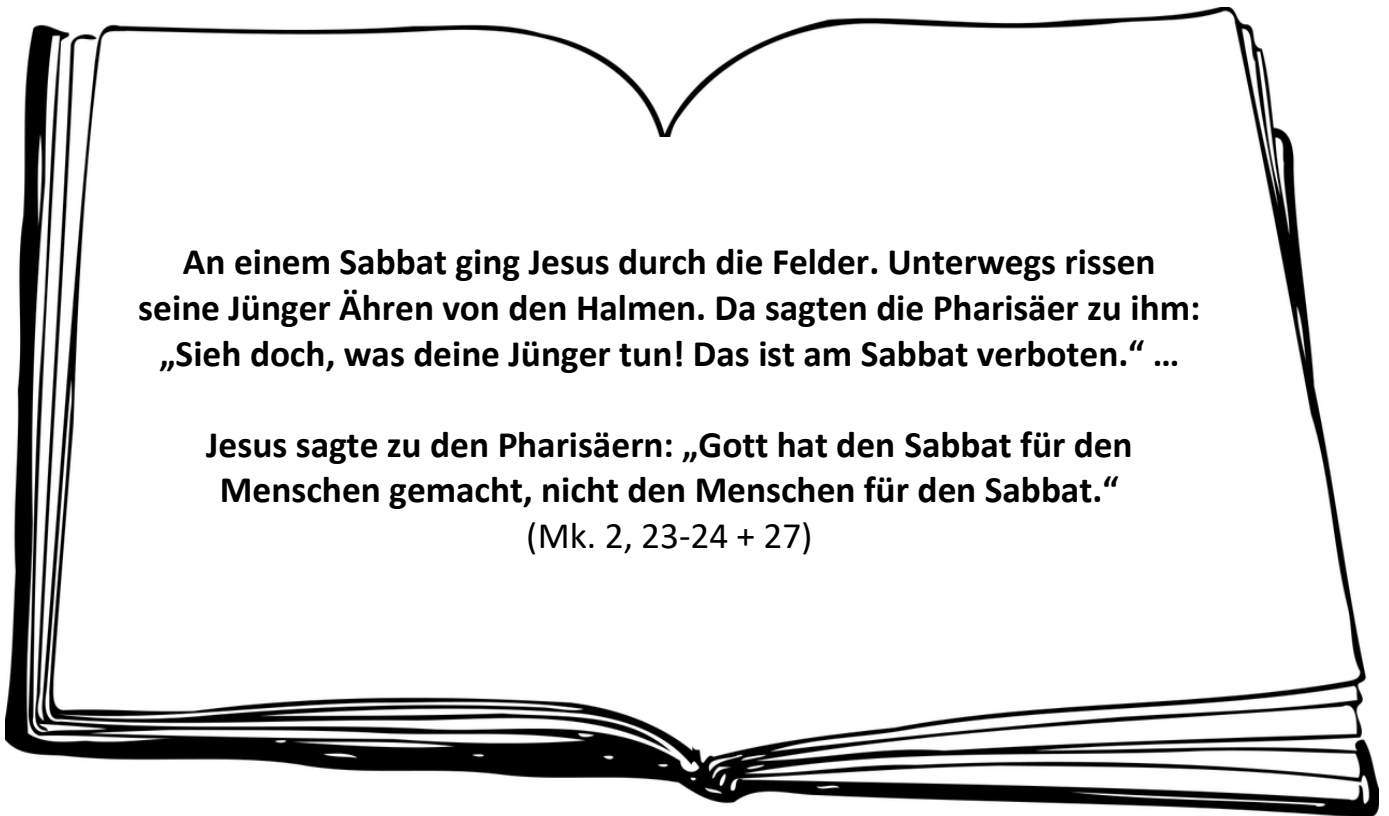 An einem Sabbat ging Jesus durch die Felder. Unterwegs rissen
seine Jünger Ähren von den Halmen. Da sagten die Pharisäer zu ihm:
„Sieh doch, was deine Jünger tun! Das ist am Sabbat verboten.“ …
Jesus sagte zu den Pharisäern: „Gott hat den Sabbat für den
Menschen gemacht, nicht den Menschen für den Sabbat.“
(Mk. 2, 23-24 + 27)